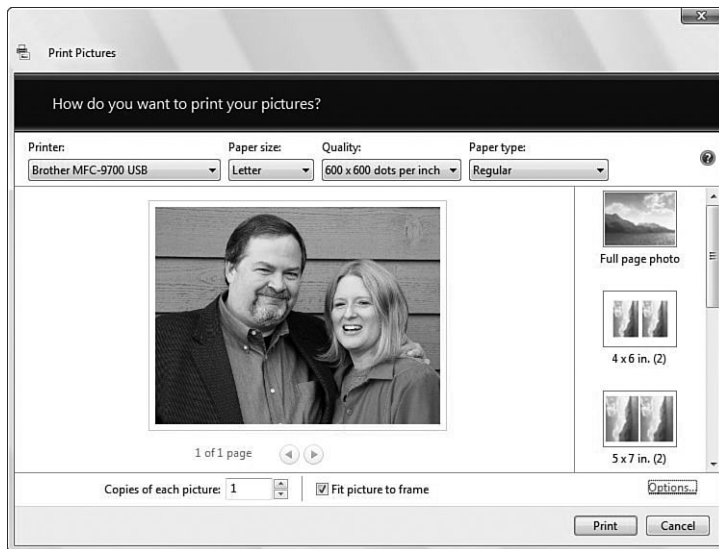 Print Pictures
How do you want to print your pictures?
Printer: Paper size: Quality: Paper type:
Brother MFC-9700 USB Letter 600 x 600 dots per inch Regular
Full page photo
4 x 6 in. (2)
5 x 7 in. (2)
1 of 1 page
Copies of each picture: 1 Fit picture to frame Options...
Print Cancel